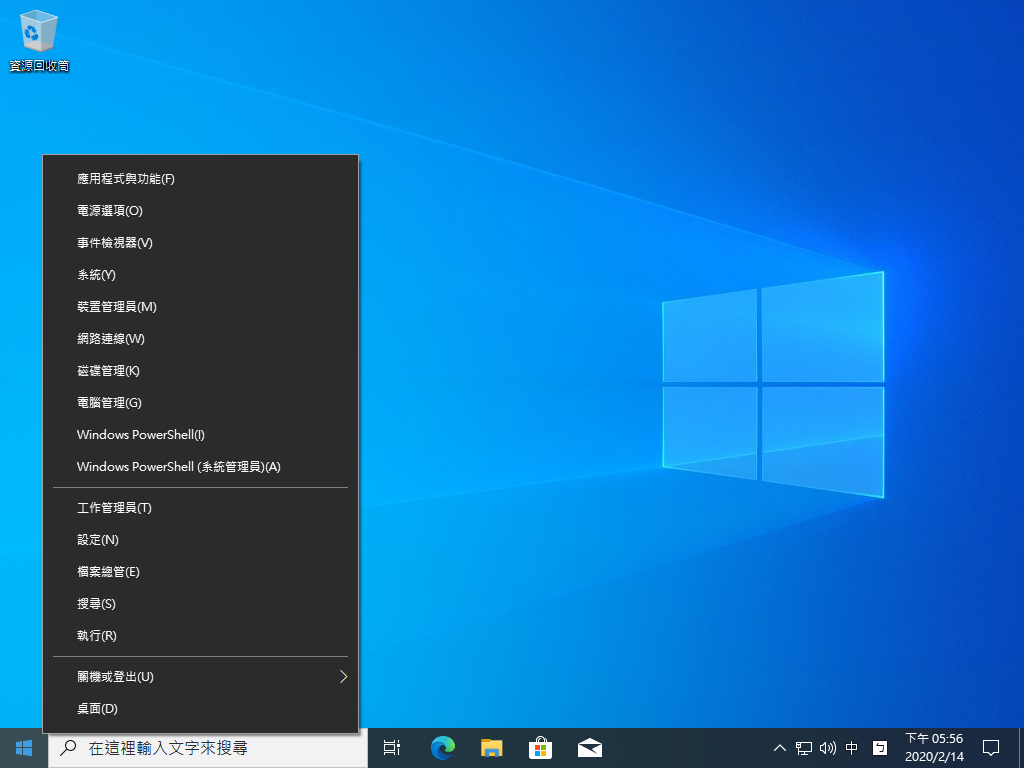 資源回收筒
應用程式與功能(F)
電源選項(O)
事件檢視器(V)
系統(Y)
裝置管理員(M)
網路連線(W)
磁碟管理(K)
電腦管理(G)
Windows PowerShell(I)
Windows PowerShell (系統管理員)(A)
工作管理員(T)
設定(N)
檔案總管(E)
搜尋(S)
執行(R)
關機或登出(U)
桌面(D)
在這裡輸入文字來搜尋
中
ㄅ
下午 05:56
2020/2/14